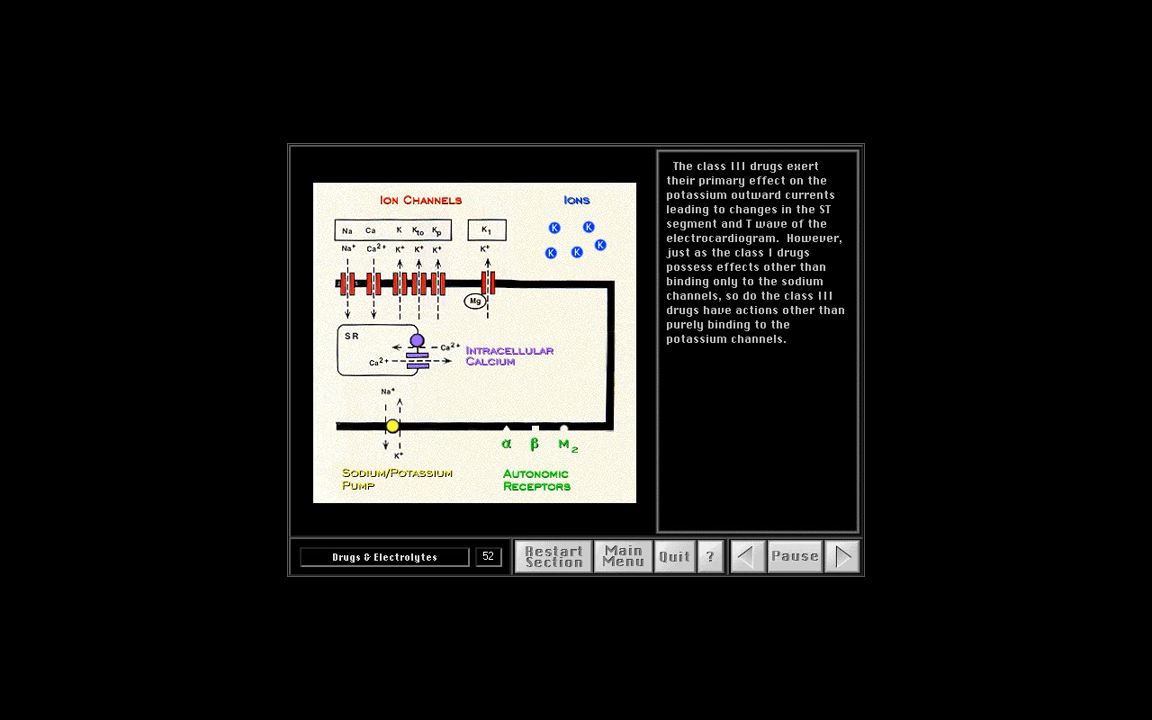 Ion Channels
Ions
Na Ca K Kto Kp
K1
Na+ Ca2+ K+ K+ K+
K+
K K
K K K
Mg
SR
Ca2+
Ca2+
Intracellular
Calcium
Na+
K+
α β M2
Sodium/Potassium
Pump
Autonomic
Receptors
The class III drugs exert
their primary effect on the
potassium outward currents
leading to changes in the ST
segment and T wave of the
electrocardiogram. However,
just as the class I drugs
possess effects other than
binding only to the sodium
channels, so do the class III
drugs have actions other than
purely binding to the
potassium channels.
Drugs & Electrolytes
52
Restart
Section
Main
Menu
Quit
?
Pause